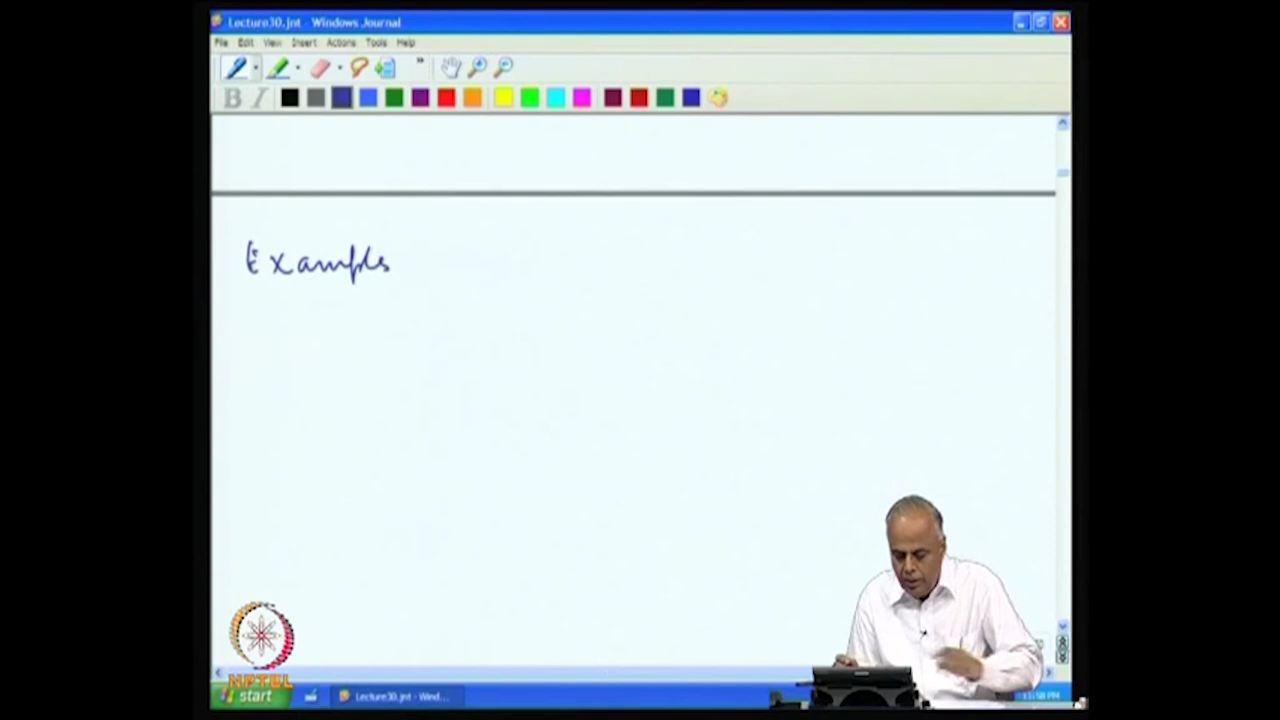 Lecture30.jnt - Windows Journal
File Edit View Insert Actions Tools Help
B I
Examples
NPTEL
start Lecture30.jnt - Wind...